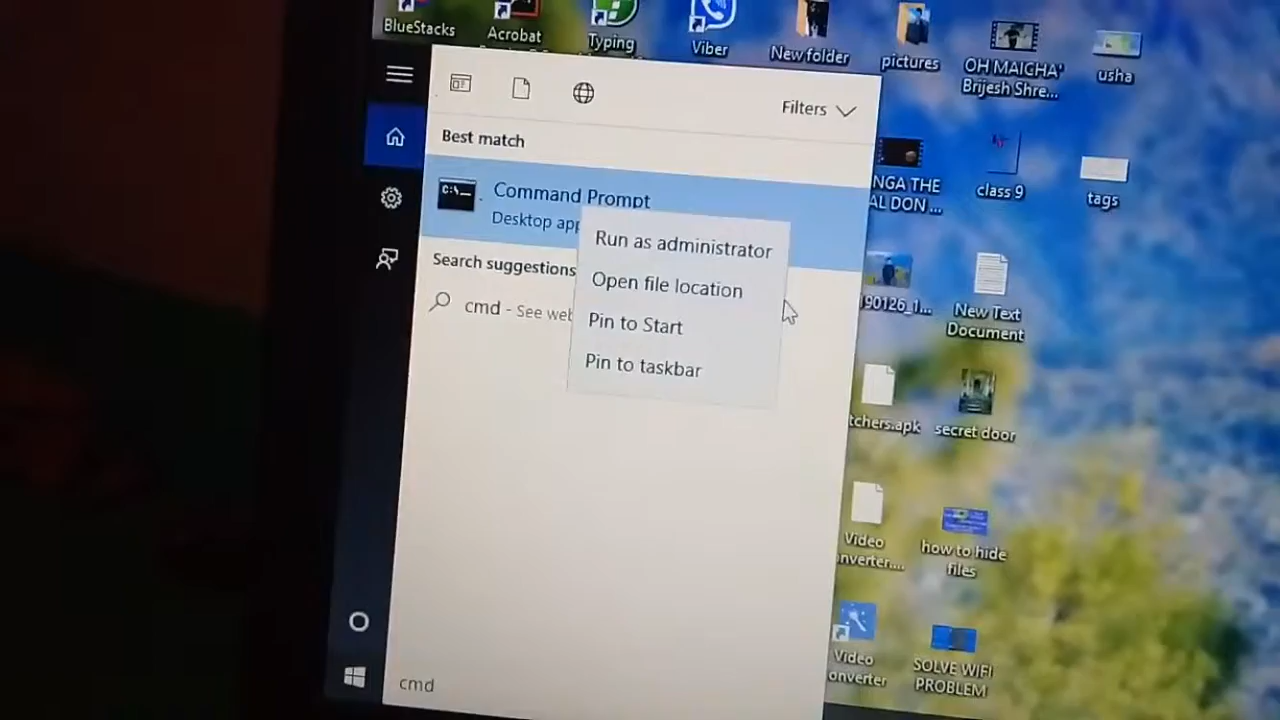 BlueStacks
Acrobat
Typing
Viber
New folder
pictures
OH MAICHA'
Brijesh Shre...
usha
Filters
Best match
Command Prompt
Desktop app
Run as administrator
Open file location
Pin to Start
Pin to taskbar
Search suggestions
cmd - See web
NGA THE
AL DON ...
class 9
tags
190126_1...
New Text
Document
tchers.apk
secret door
Video
onverter....
how to hide
files
Video
onverter
SOLVE WIFI
PROBLEM
cmd